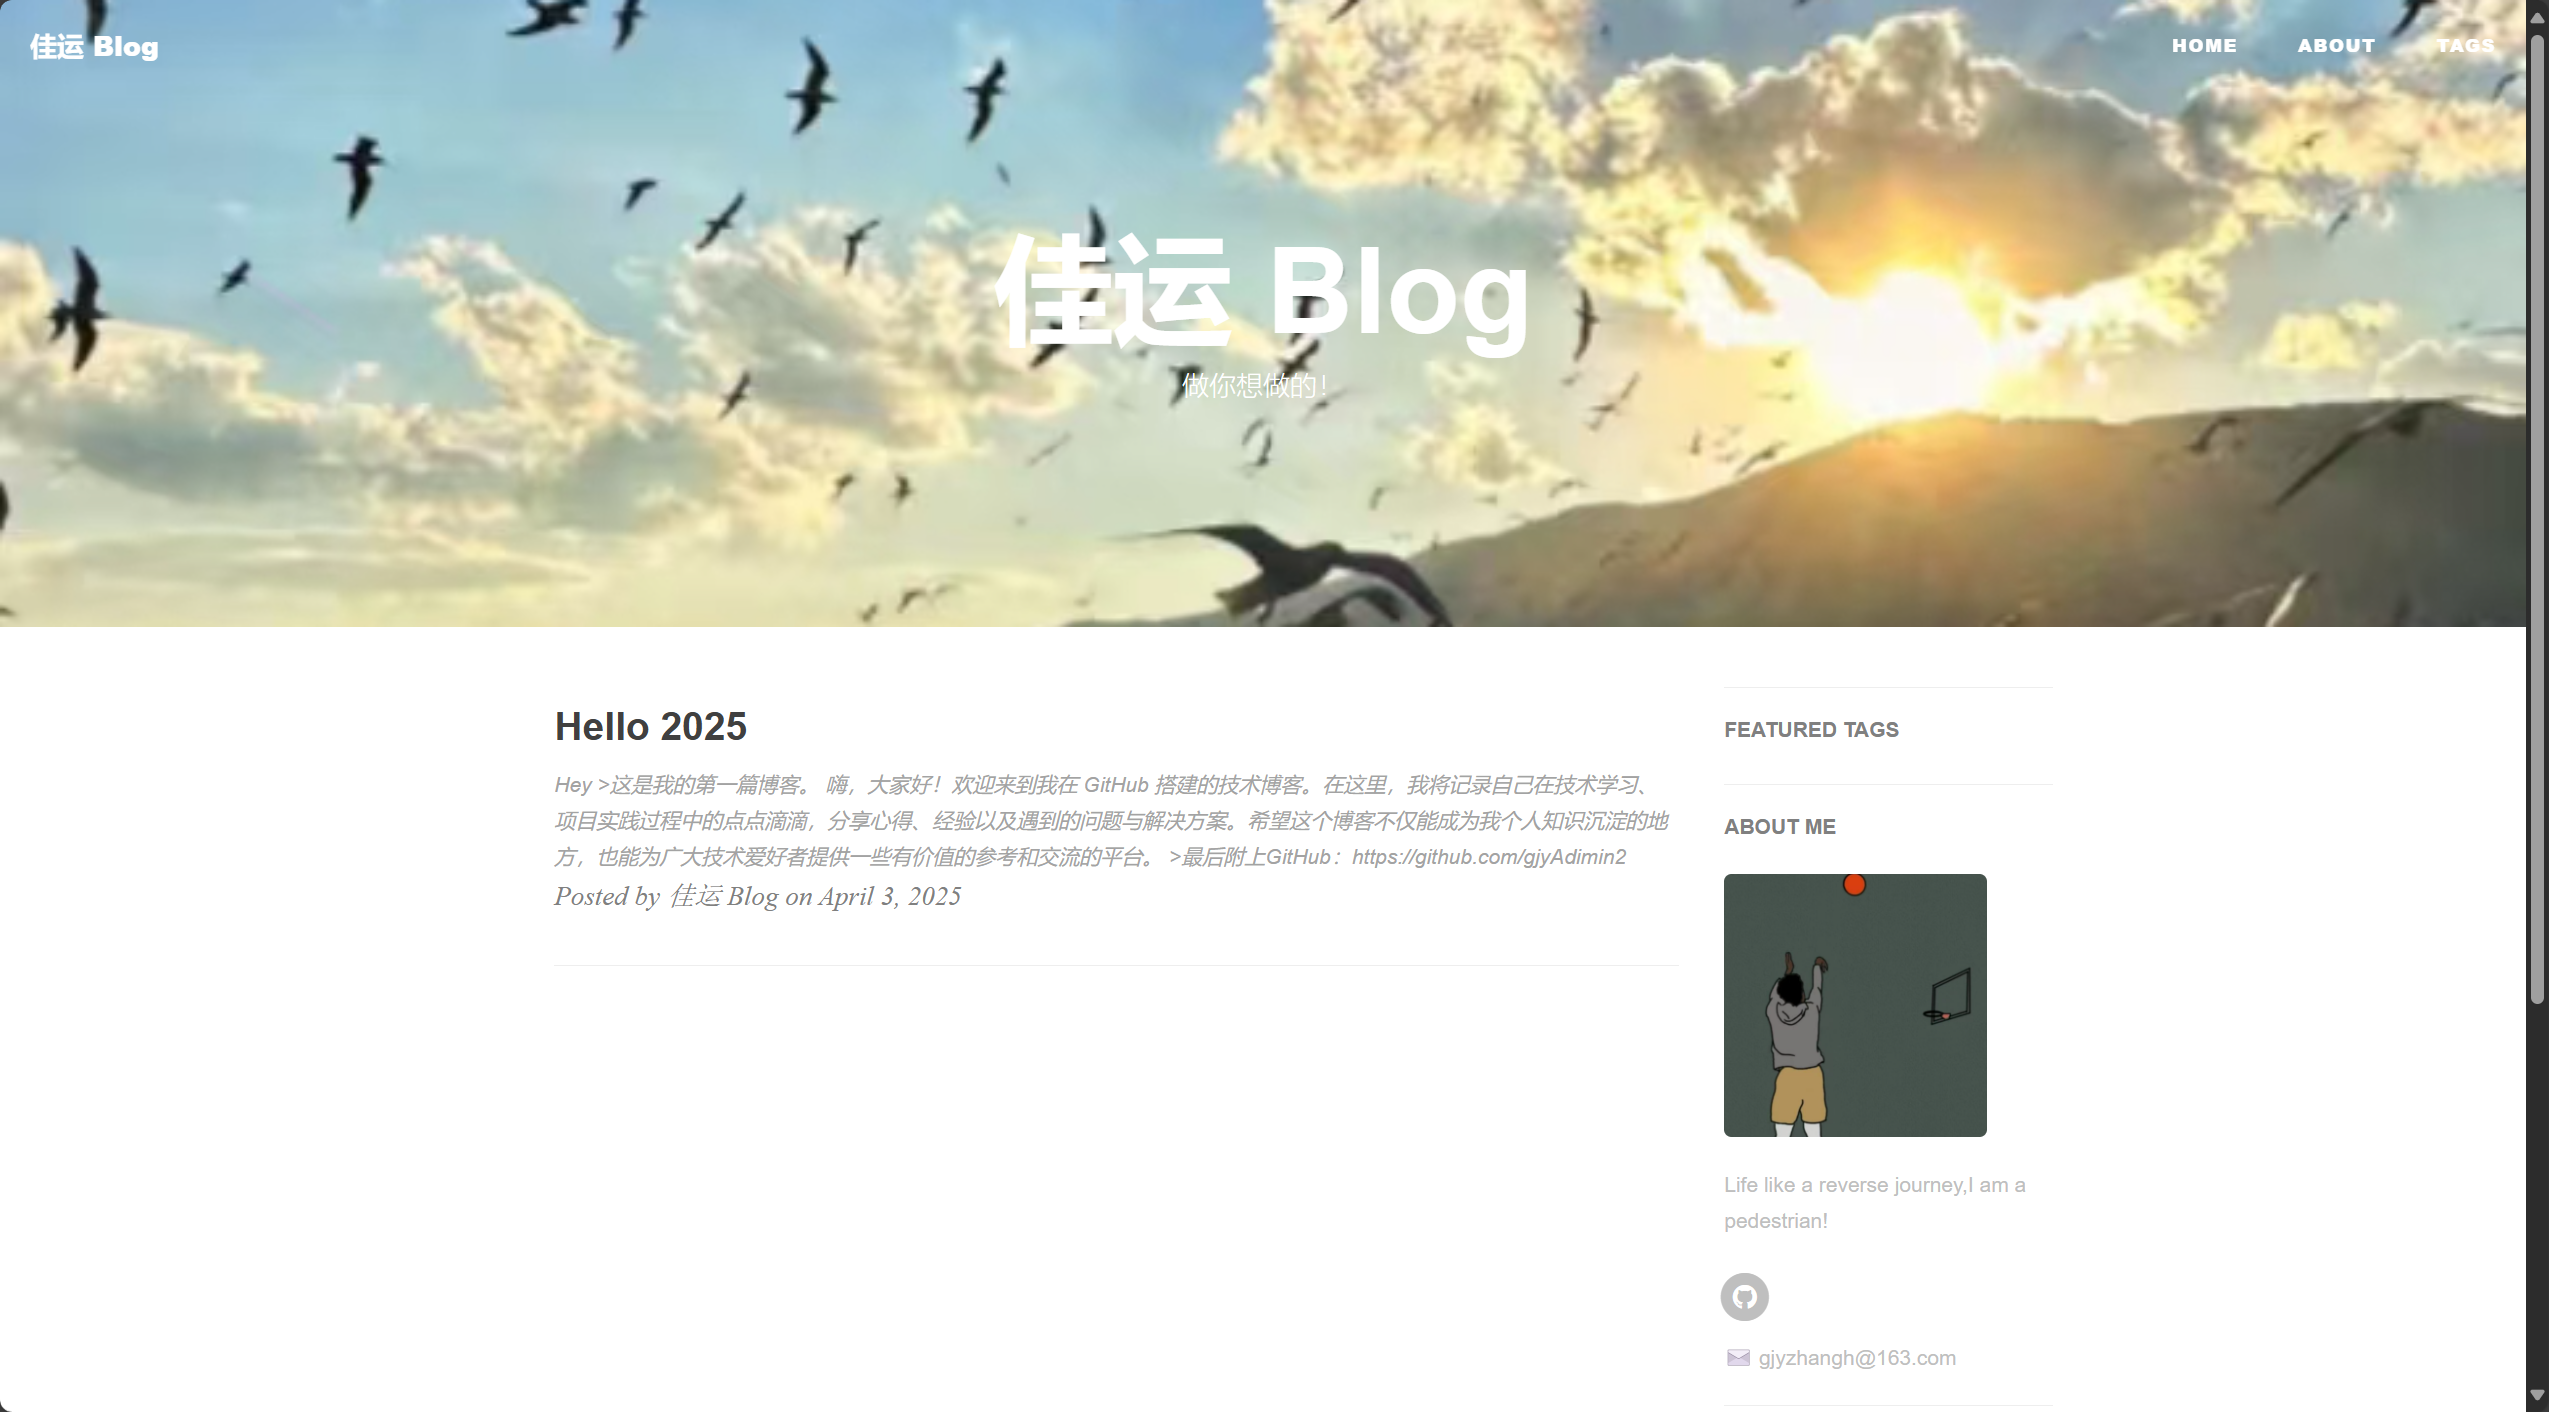 佳运 Blog
HOME ABOUT TAGS
佳运 Blog
做你想做的！
Hello 2025
Hey >这是我的第一篇博客。 嗨，大家好！欢迎来到我在 GitHub 搭建的技术博客。在这里，我将记录自己在技术学习、
项目实践过程中的点点滴滴，分享心得、经验以及遇到的问题与解决方案。希望这个博客不仅能成为我个人知识沉淀的地
方，也能为广大技术爱好者提供一些有价值的参考和交流的平台。 >最后附上GitHub：https://github.com/gjyAdimin2
Posted by 佳运 Blog on April 3, 2025
FEATURED TAGS
ABOUT ME
Life like a reverse journey,I am a
pedestrian!
gjyzhangh@163.com